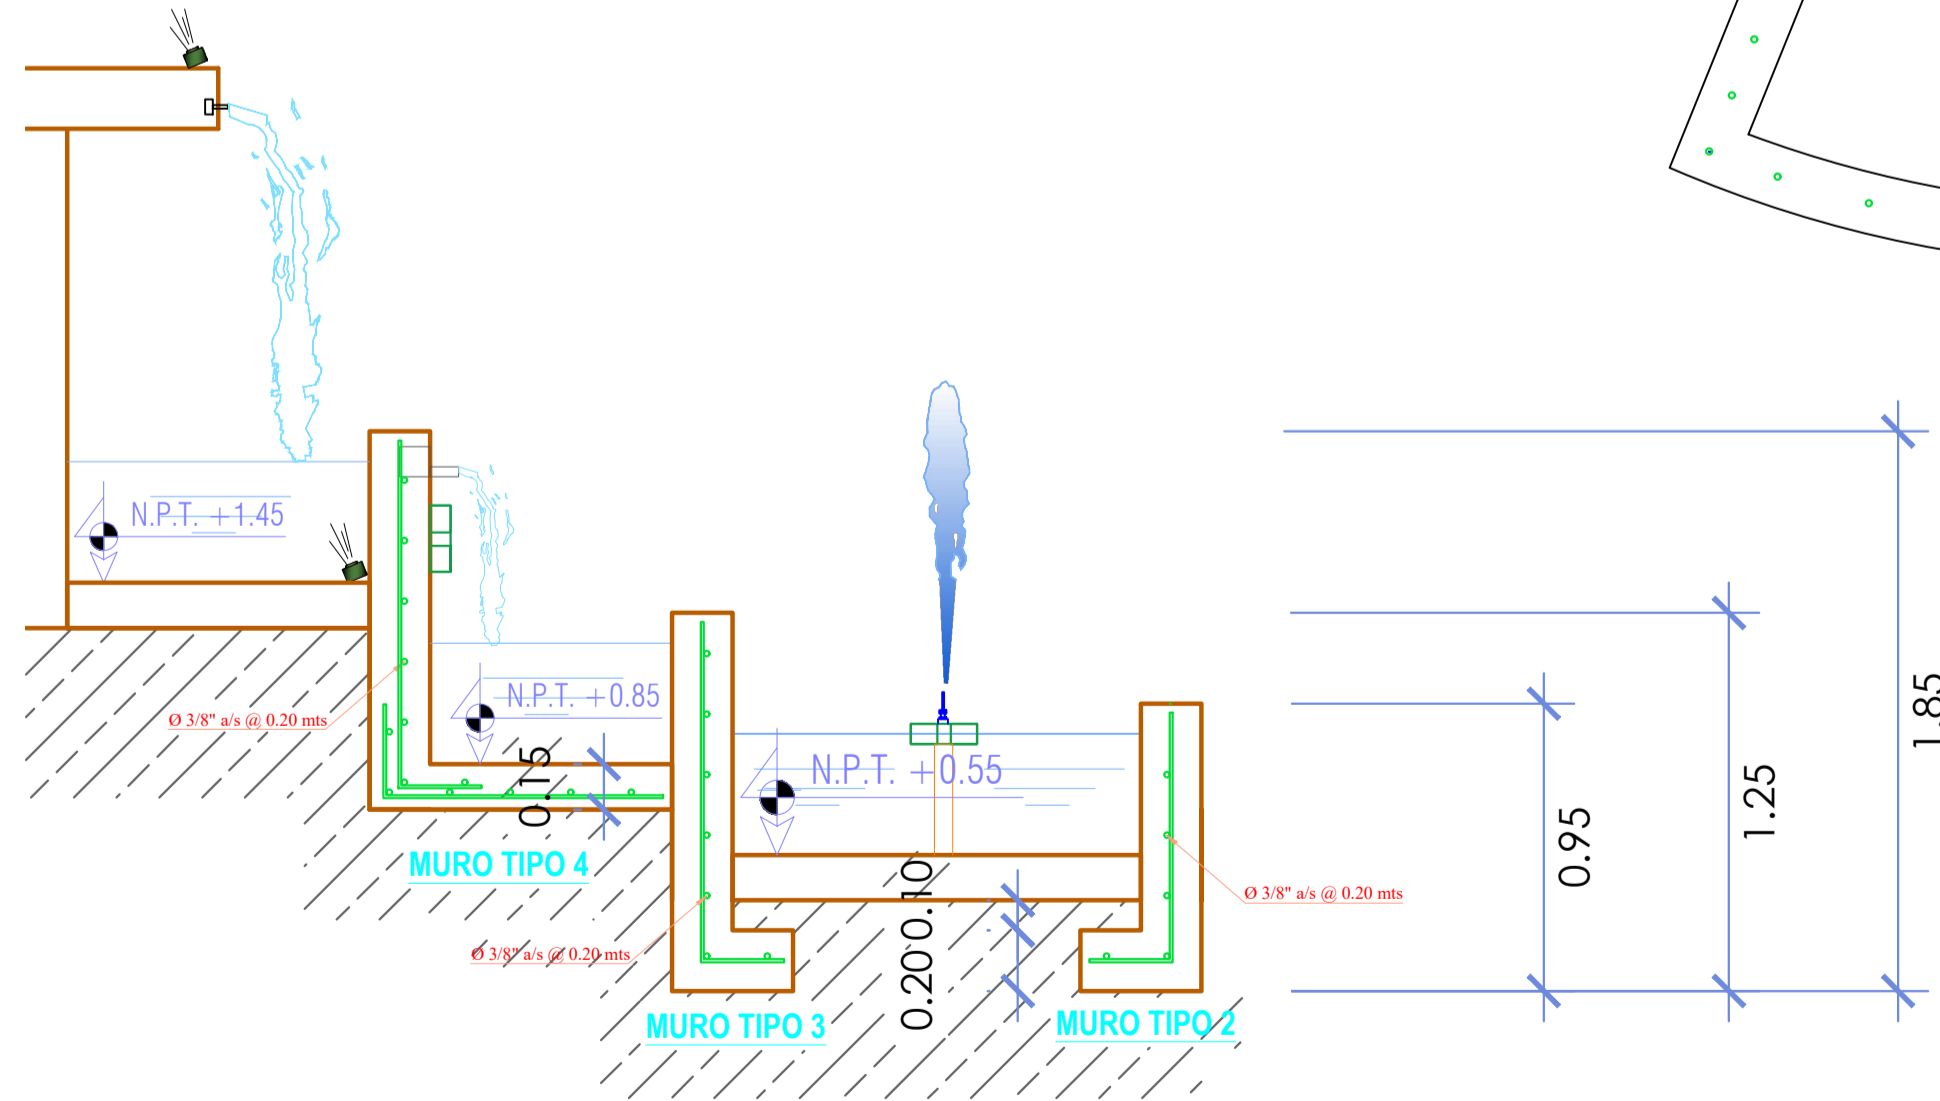 N.P.T. +1.45
N.P.T. +0.85
Ø 3/8" a/s @ 0.20 mts
0.15
N.P.T. +0.55
MURO TIPO 4
Ø 3/8" a/s @ 0.20 mts
0.10
0.20
Ø 3/8" a/s @ 0.20 mts
MURO TIPO 3
MURO TIPO 2
0.95
1.25
1.85